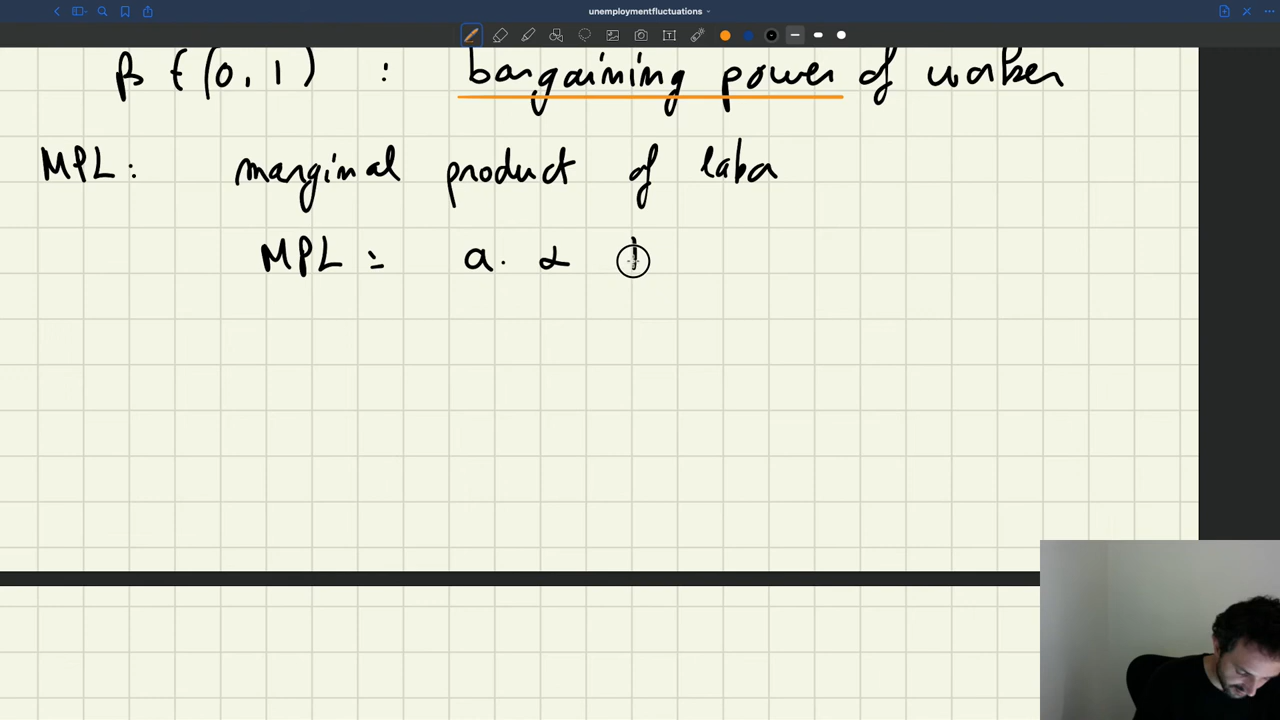 unemploymentfluctuations
β ∈ (0, 1) : bargaining power of worker
MPL: marginal product of labor
MPL = a. α